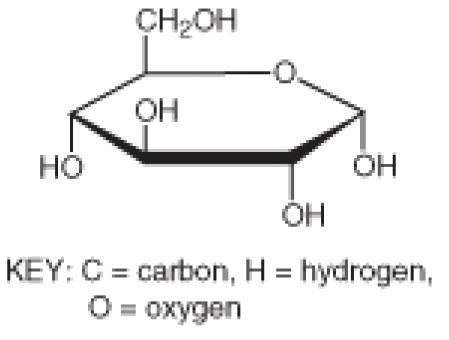 CH2OH
O
OH
HO
OH
OH
KEY: C = carbon, H = hydrogen,
O = oxygen